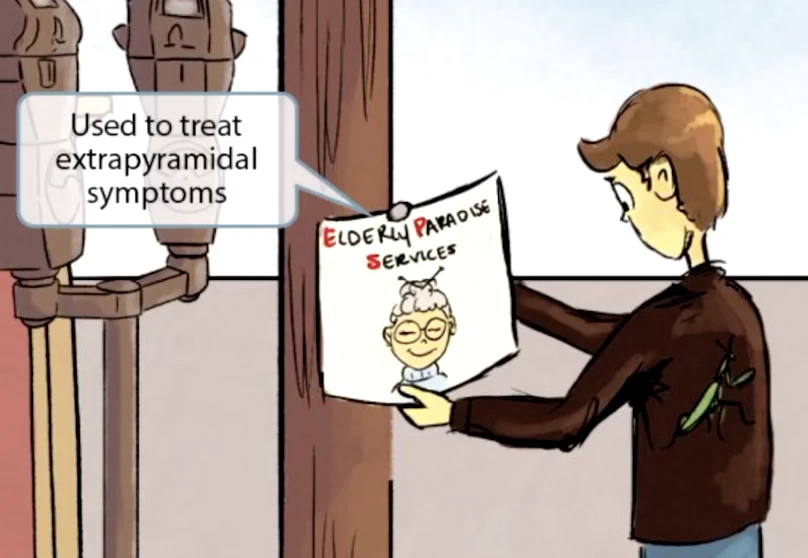 Used to treat
extrapyramidal
symptoms
ELDERLY PARADISE
SERVICES